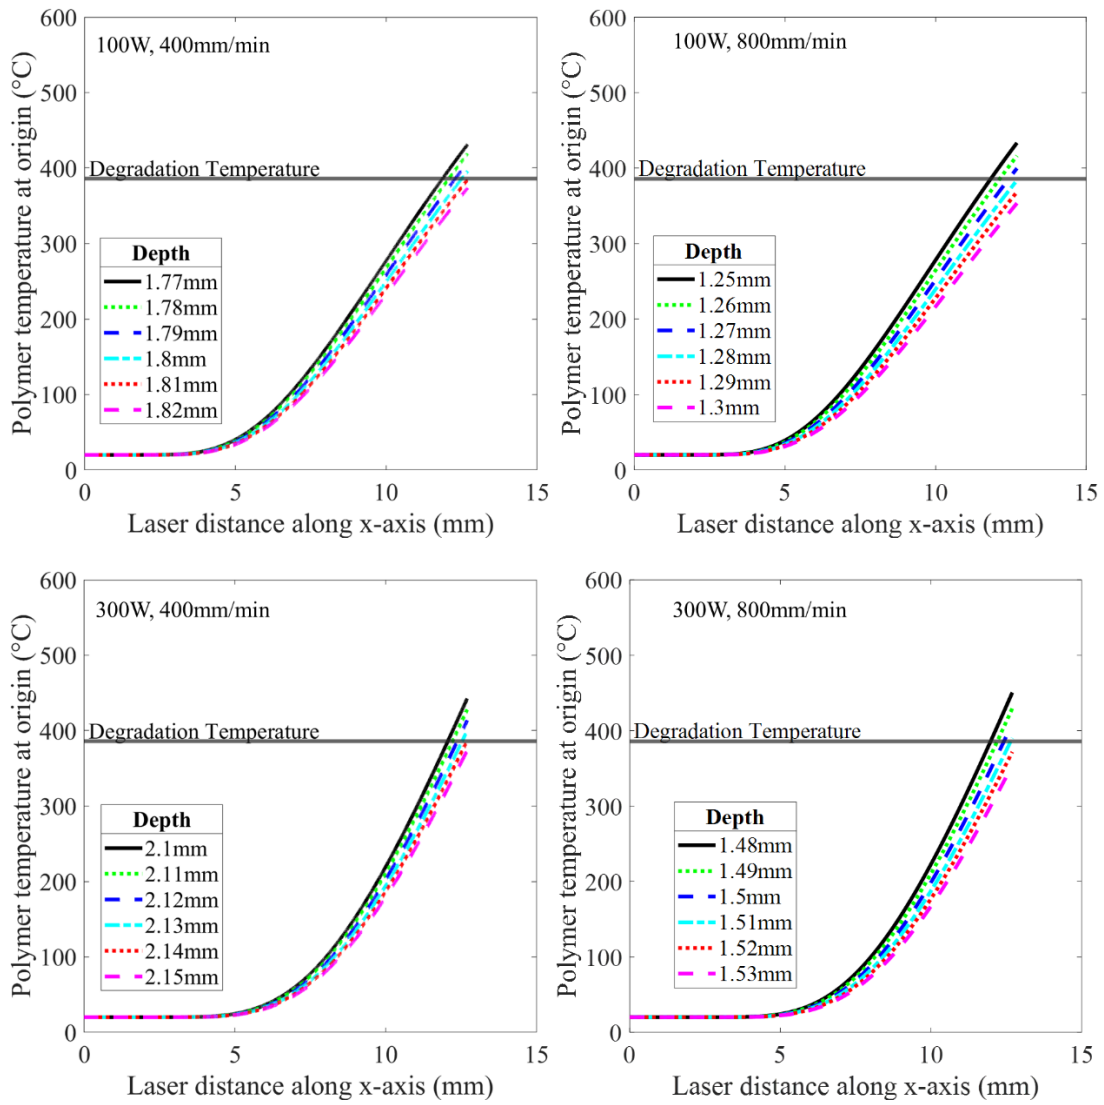 100W, 400mm/min
Polymer temperature at origin (°C)
600
500
400
300
200
100
0
Degradation Temperature
Depth
1.77mm
1.78mm
1.79mm
1.8mm
1.81mm
1.82mm
0 5 10 15
Laser distance along x-axis (mm)
100W, 800mm/min
Polymer temperature at origin (°C)
600
500
400
300
200
100
0
Degradation Temperature
Depth
1.25mm
1.26mm
1.27mm
1.28mm
1.29mm
1.3mm
0 5 10 15
Laser distance along x-axis (mm)
300W, 400mm/min
Polymer temperature at origin (°C)
600
500
400
300
200
100
0
Degradation Temperature
Depth
2.1mm
2.11mm
2.12mm
2.13mm
2.14mm
2.15mm
0 5 10 15
Laser distance along x-axis (mm)
300W, 800mm/min
Polymer temperature at origin (°C)
600
500
400
300
200
100
0
Degradation Temperature
Depth
1.48mm
1.49mm
1.5mm
1.51mm
1.52mm
1.53mm
0 5 10 15
Laser distance along x-axis (mm)